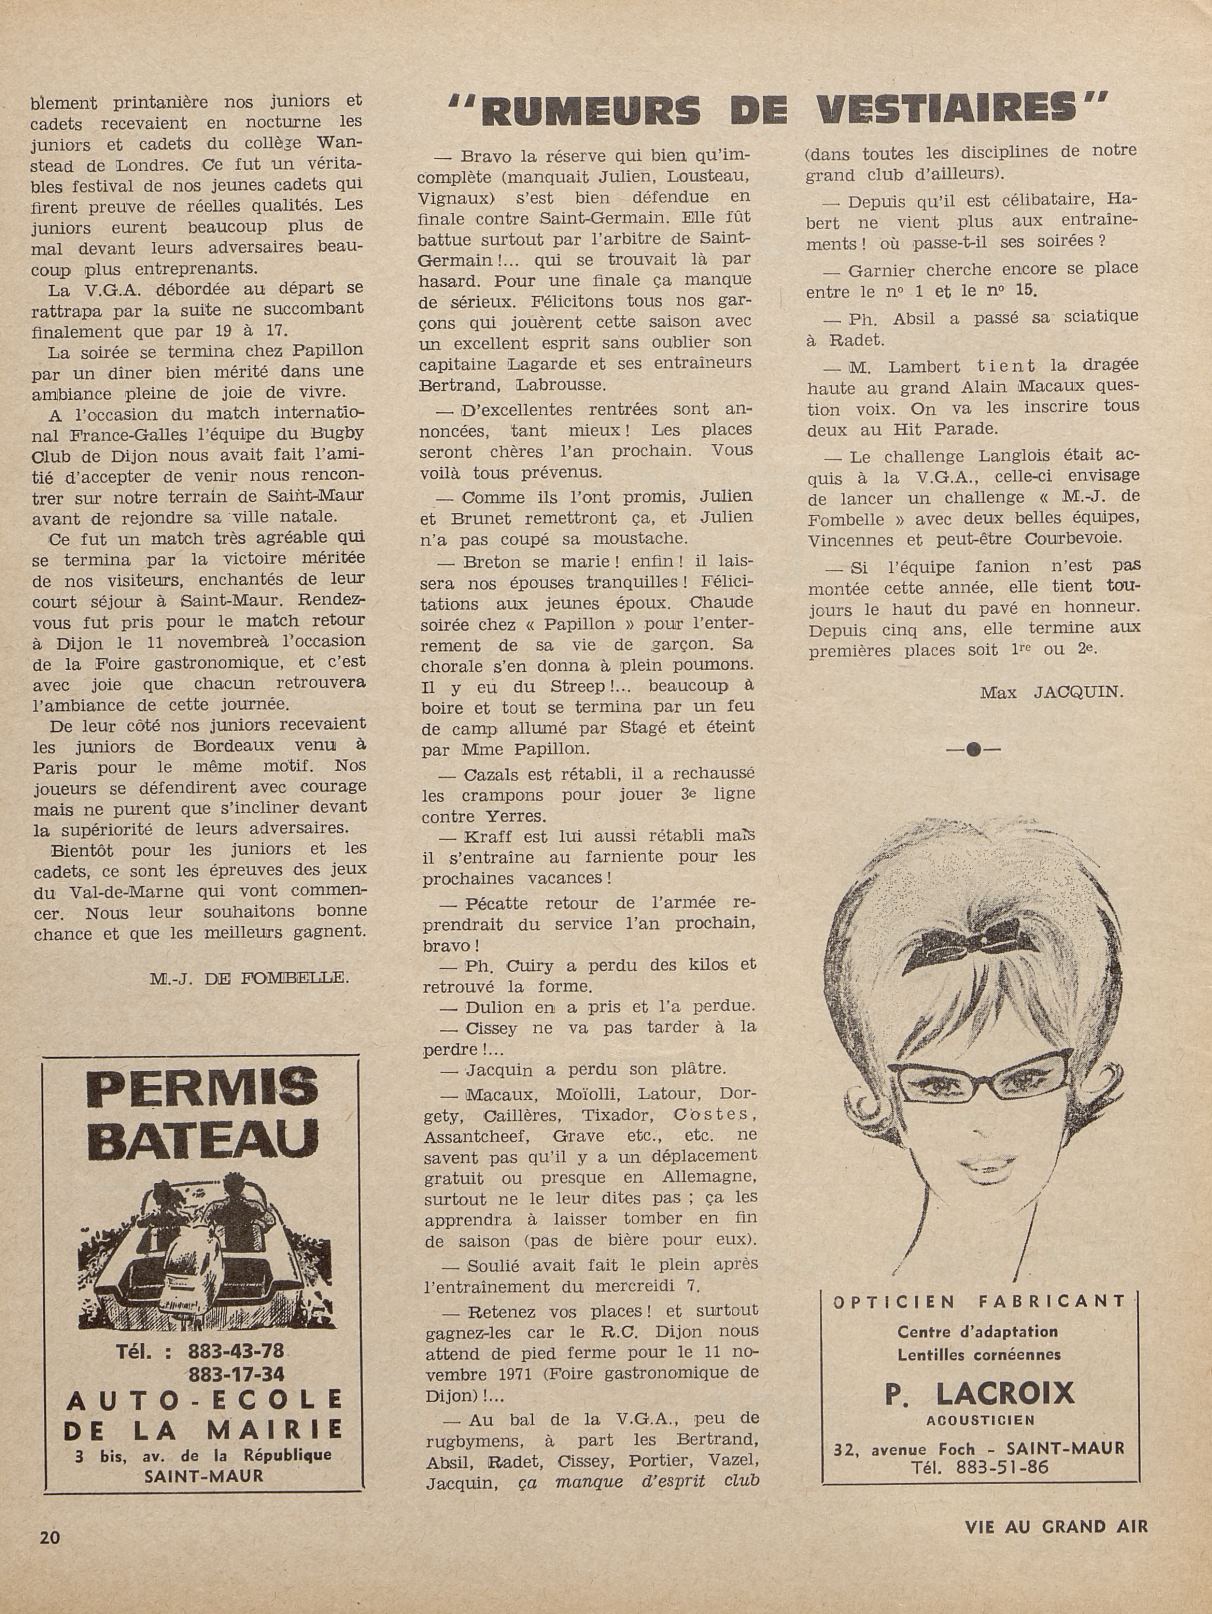 blement printanière nos juniors et
cadets recevaient en nocturne les
juniors et cadets du collège Wan-
stead de Londres. Ce fut un vérita-
bles festival de nos jeunes cadets qui
firent preuve de réelles qualités. Les
juniors eurent beaucoup plus de
mal devant leurs adversaires beau-
coup plus entreprenants.
La V.G.A. débordée au départ se
rattrapa par la suite ne succombant
finalement que par 19 à 17.
La soirée se termina chez Papillon
par un dîner bien mérité dans une
ambiance pleine de joie de vivre.
A l'occasion du match internatio-
nal France-Galles l'équipe du Bugby
Club de Dijon nous avait fait l'ami-
tié d'accepter de venir nous rencon-
trer sur notre terrain de Saint-Maur
avant de rejondre sa ville natale.
Ce fut un match très agréable qui
se termina par la victoire méritée
de nos visiteurs, enchantés de leur
court séjour à Saint-Maur. Rendez-
vous fut pris pour le match retour
à Dijon le 11 novembreà l'occasion
de la Foire gastronomique, et c'est
avec joie que chacun retrouvera
l'ambiance de cette journée.
De leur côté nos juniors recevaient
les juniors de Bordeaux venu à
Paris pour le même motif. Nos
joueurs se défendirent avec courage
mais ne purent que s'incliner devant
la supériorité de leurs adversaires.
Bientôt pour les juniors et les
cadets, ce sont les épreuves des jeux
du Val-de-Marne qui vont commen-
cer. Nous leur souhaitons bonne
chance et que les meilleurs gagnent.
M.-J. DE FOMBELLE.
PERMIS
BATEAU
Tél. : 883-43-78
883-17-34
AUTO-ECOLE
DE LA MAIRIE
3 bis, av. de la République
SAINT-MAUR
"RUMEURS DE VESTIAIRES"
— Bravo la réserve qui bien qu'im-
complète (manquait Julien, Lousteau,
Vignaux) s'est bien défendue en
finale contre Saint-Germain. Elle fût
battue surtout par l'arbitre de Saint-
Germain !... qui se trouvait là par
hasard. Pour une finale ça manque
de sérieux. Félicitons tous nos gar-
çons qui jouèrent cette saison avec
un excellent esprit sans oublier son
capitaine Lagarde et ses entraîneurs
Bertrand, Labrousse.
— D'excellentes rentrées sont an-
noncées, tant mieux ! Les places
seront chères l'an prochain. Vous
voilà tous prévenus.
— Comme ils l'ont promis, Julien
et Brunet remettront ça, et Julien
n'a pas coupé sa moustache.
— Breton se marie ! enfin ! il lais-
sera nos épouses tranquilles ! Félici-
tations aux jeunes époux. Chaude
soirée chez « Papillon » pour l'enter-
rement de sa vie de garçon. Sa
chorale s'en donna à plein poumons.
Il y eu du Streep !... beaucoup à
boire et tout se termina par un feu
de camp allumé par Stagé et éteint
par Mme Papillon.
— Cazals est rétabli, il a rechaussé
les crampons pour jouer 3e ligne
contre Yerres.
— Kraff est lui aussi rétabli maïs
il s'entraîne au farniente pour les
prochaines vacances !
— Pécatte retour de l'armée re-
prendrait du service l'an prochain,
bravo !
— Ph. Cuiry a perdu des kilos et
retrouvé la forme.
— Dulion en a pris et l'a perdue.
— Cissey ne va pas tarder à la
perdre !...
— Jacquin a perdu son plâtre.
— Macaux, Moïolli, Latour, Dor-
gety, Caillères, Tixador, Costes,
Assantcheef, Grave etc., etc. ne
savent pas qu'il y a un déplacement
gratuit ou presque en Allemagne,
surtout ne le leur dites pas ; ça les
apprendra à laisser tomber en fin
de saison (pas de bière pour eux).
— Soulié avait fait le plein après
l'entraînement du mercreidi 7.
— Retenez vos places ! et surtout
gagnez-les car le R.C. Dijon nous
attend de pied ferme pour le 11 no-
vembre 1971 (Foire gastronomique de
Dijon) !...
— Au bal de la V.G.A., peu de
rugbymens, à part les Bertrand,
Absil, Radet, Cissey, Portier, Vazel,
Jacquin, ça manque d'esprit club
(dans toutes les disciplines de notre
grand club d'ailleurs).
— Depuis qu'il est célibataire, Ha-
bert ne vient plus aux entraîne-
ments ! où passe-t-il ses soirées ?
— Garnier cherche encore se place
entre le nº 1 et le nº 15.
— Ph. Absil a passé sa sciatique
à Radet.
— M. Lambert tient la dragée
haute au grand Alain Macaux ques-
tion voix. On va les inscrire tous
deux au Hit Parade.
— Le challenge Langlois était ac-
quis à la V.G.A., celle-ci envisage
de lancer un challenge « M.-J. de
Fombelle » avec deux belles équipes,
Vincennes et peut-être Courbevoie.
— Si l'équipe fanion n'est pas
montée cette année, elle tient tou-
jours le haut du pavé en honneur.
Depuis cinq ans, elle termine aux
premières places soit 1re ou 2e.
Max JACQUIN.
OPTICIEN FABRICANT
Centre d'adaptation
Lentilles cornéennes
P. LACROIX
ACOUSTICIEN
32, avenue Foch - SAINT-MAUR
Tél. 883-51-86
20
VIE AU GRAND AIR